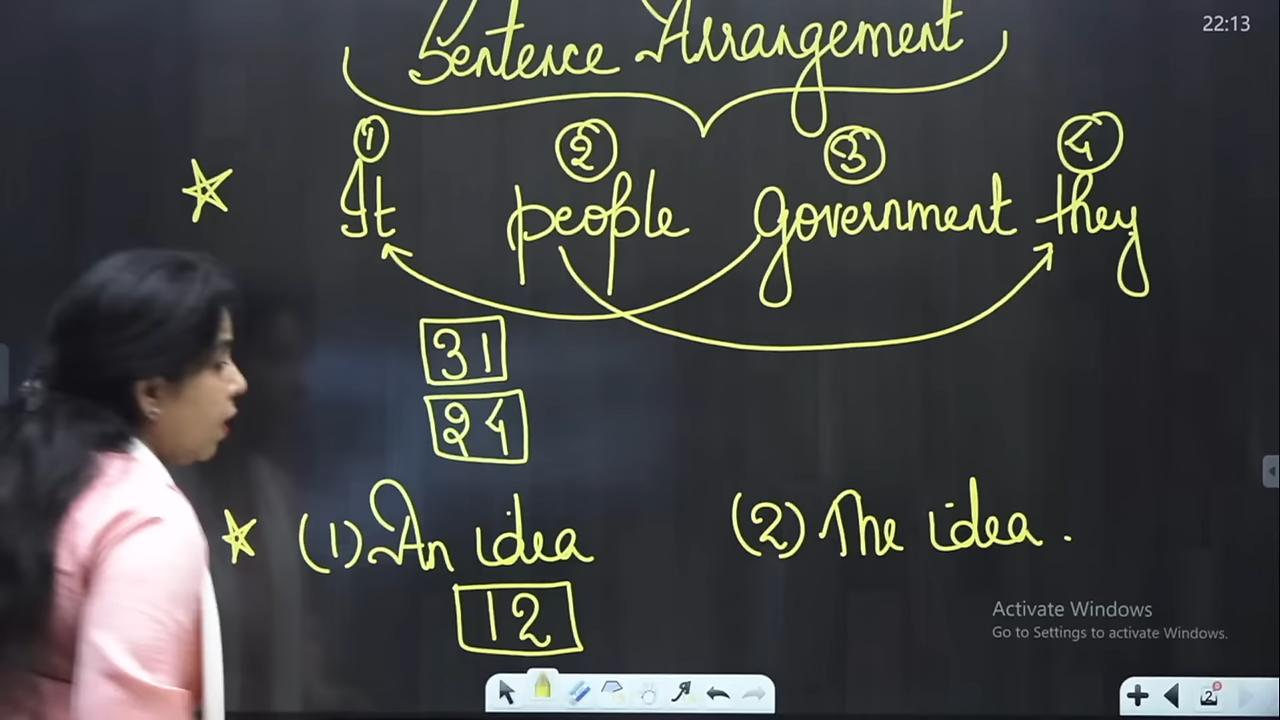 22:13
Sentence Arrangement
1 2 3 4
It people government they
31
24
(1) An idea (2) The idea.
12
Activate Windows
Go to Settings to activate Windows.
2